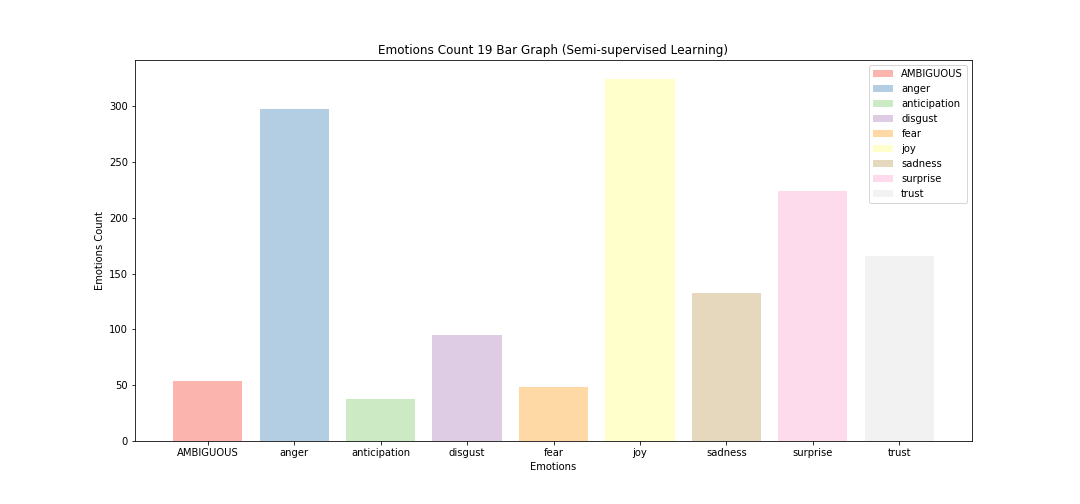 Emotions Count 19 Bar Graph (Semi-supervised Learning)
AMBIGUOUS
anger
anticipation
disgust
fear
joy
sadness
surprise
trust
Emotions Count
300
250
200
150
100
50
0
AMBIGUOUS anger anticipation disgust fear joy sadness surprise trust
Emotions